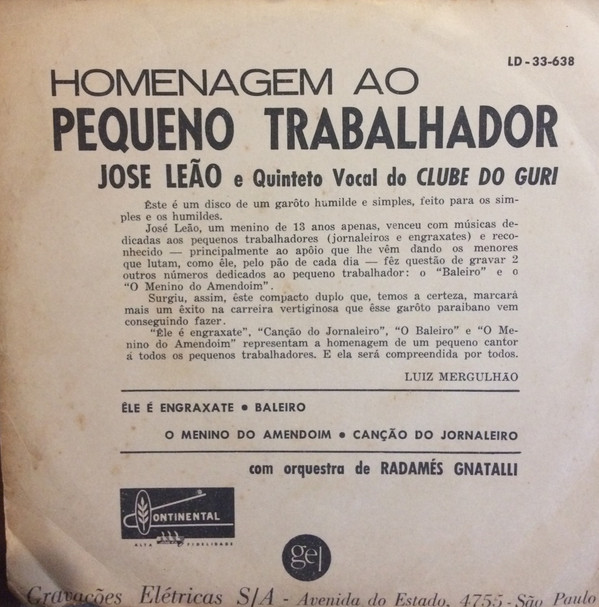 LD - 33-638
HOMENAGEM AO
PEQUENO TRABALHADOR
JOSE LEÃO e Quinteto Vocal do CLUBE DO GURI
Êste é um disco de um garôto humilde e simples, feito para os sim-
ples e os humildes.
José Leão, um menino de 13 anos apenas, venceu com músicas de-
dicadas aos pequenos trabalhadores (jornaleiros e engraxates) e reco-
nhecido — principalmente ao apôio que lhe vêm dando os menores
que lutam, como êle, pelo pão de cada dia — fêz questão de gravar 2
outros números dedicados ao pequeno trabalhador: o "Baleiro" e o
"O Menino do Amendoim".
Surgiu, assim, êste compacto duplo que, temos a certeza, marcará
mais um êxito na carreira vertiginosa que êsse garôto paraibano vem
conseguindo fazer.
"Êle é engraxate", "Canção do Jornaleiro", "O Baleiro" e "O Me-
nino do Amendoim" representam a homenagem de um pequeno cantor
á todos os pequenos trabalhadores. E ela será compreendida por todos.
LUIZ MERGULHÃO
ÊLE É ENGRAXATE • BALEIRO
O MENINO DO AMENDOIM • CANÇÃO DO JORNALEIRO
com orquestra de RADAMÉS GNATALLI
CONTINENTAL
ALTA FIDELIDADE
gel
Gravações Elétricas S/A - Avenida do Estado, 4755 - São Paulo